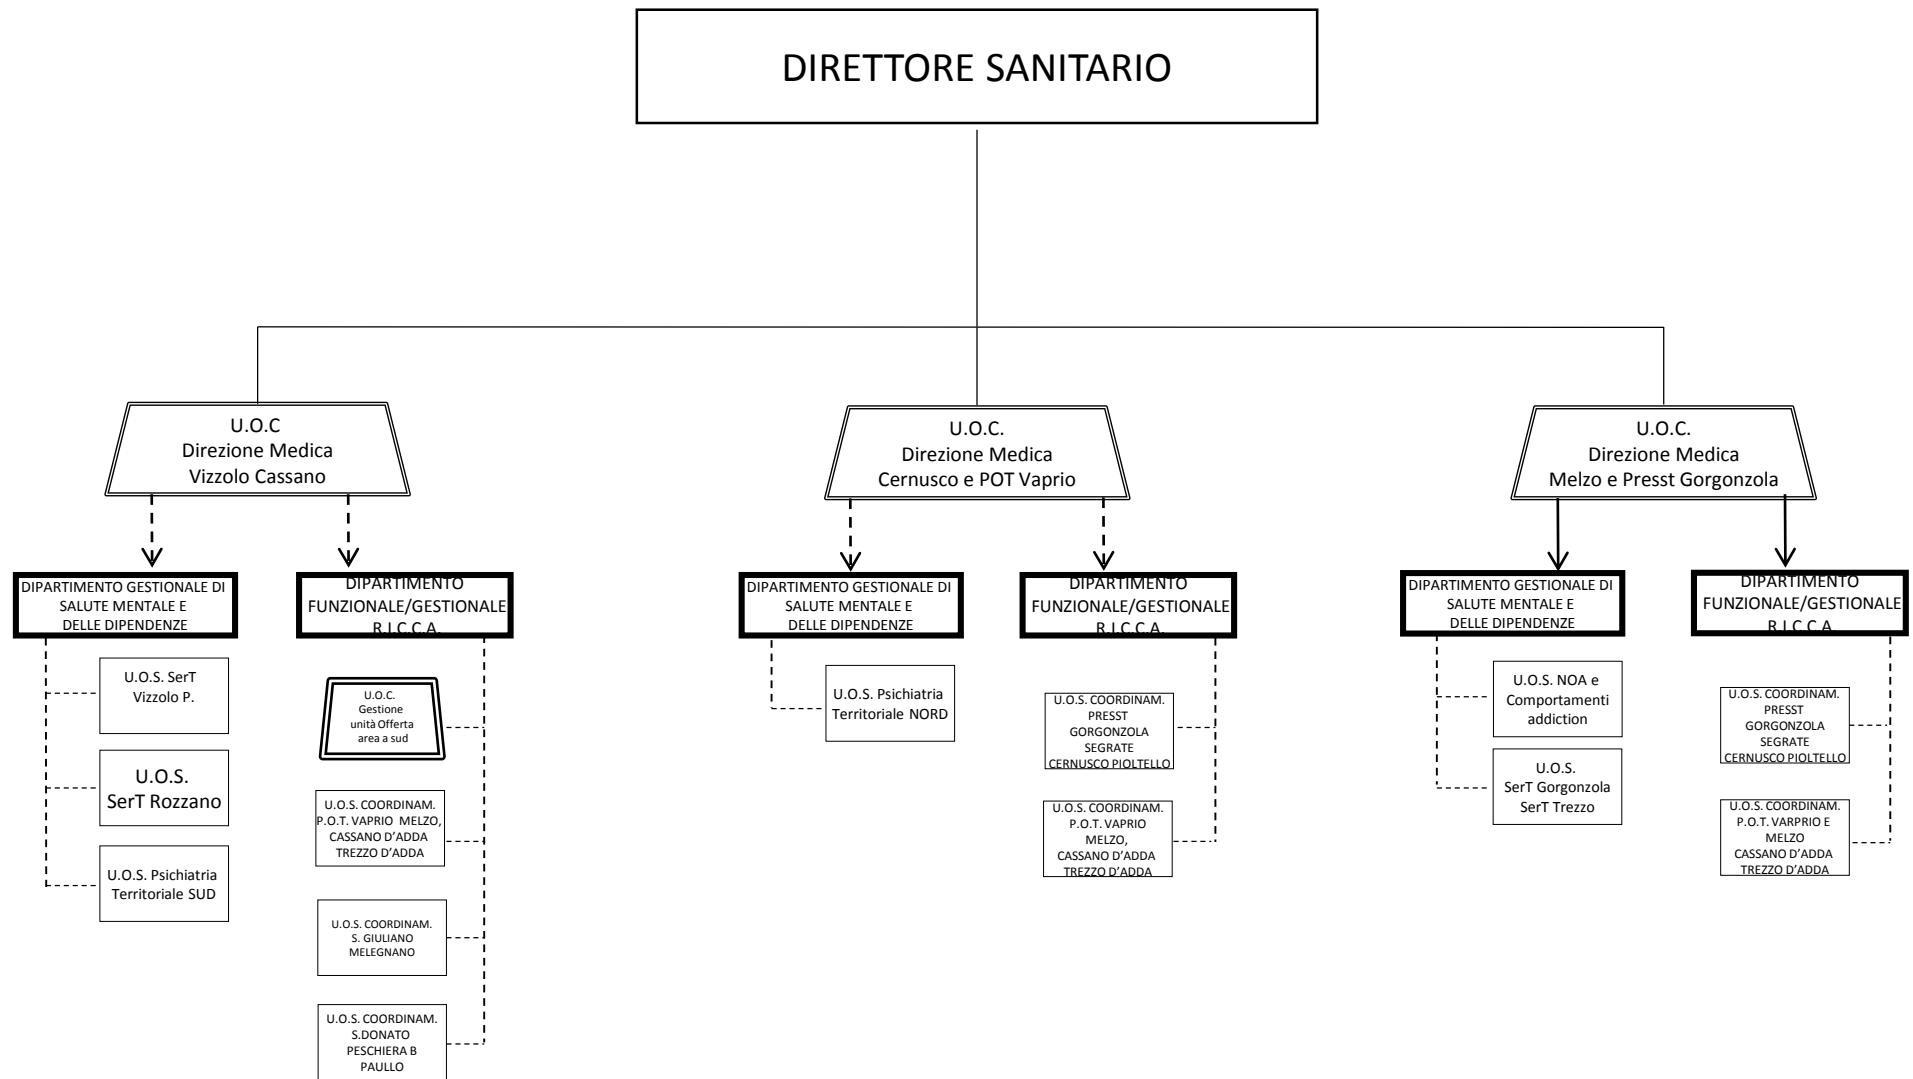 DIRETTORE SANITARIO
U.O.C
Direzione Medica
Vizzolo Cassano
U.O.C.
Direzione Medica
Cernusco e POT Vaprio
U.O.C.
Direzione Medica
Melzo e Presst Gorgonzola
DIPARTIMENTO GESTIONALE DI
SALUTE MENTALE E
DELLE DIPENDENZE
DIPARTIMENTO
FUNZIONALE/GESTIONALE
R.I.C.C.A.
DIPARTIMENTO GESTIONALE DI
SALUTE MENTALE E
DELLE DIPENDENZE
DIPARTIMENTO
FUNZIONALE/GESTIONALE
R.I.C.C.A.
DIPARTIMENTO GESTIONALE DI
SALUTE MENTALE E
DELLE DIPENDENZE
DIPARTIMENTO
FUNZIONALE/GESTIONALE
R.I.C.C.A.
U.O.S. SerT
Vizzolo P.
U.O.S.
SerT Rozzano
U.O.S. Psichiatria
Territoriale SUD
U.O.C.
Gestione
unità Offerta
area a sud
U.O.S. COORDINAM.
P.O.T. VAPRIO MELZO,
CASSANO D’ADDA
TREZZO D’ADDA
U.O.S. COORDINAM.
S. GIULIANO
MELEGNANO
U.O.S. COORDINAM.
S.DONATO
PESCHIERA B
PAULLO
U.O.S. Psichiatria
Territoriale NORD
U.O.S. COORDINAM.
PRESST
GORGONZOLA
SEGRATE
CERNUSCO PIOLTELLO
U.O.S. COORDINAM.
P.O.T. VAPRIO
MELZO,
CASSANO D’ADDA
TREZZO D’ADDA
U.O.S. NOA e
Comportamenti
addiction
U.O.S.
SerT Gorgonzola
SerT Trezzo
U.O.S. COORDINAM.
PRESST
GORGONZOLA
SEGRATE
CERNUSCO PIOLTELLO
U.O.S. COORDINAM.
P.O.T. VARPRIO E
MELZO
CASSANO D’ADDA
TREZZO D’ADDA